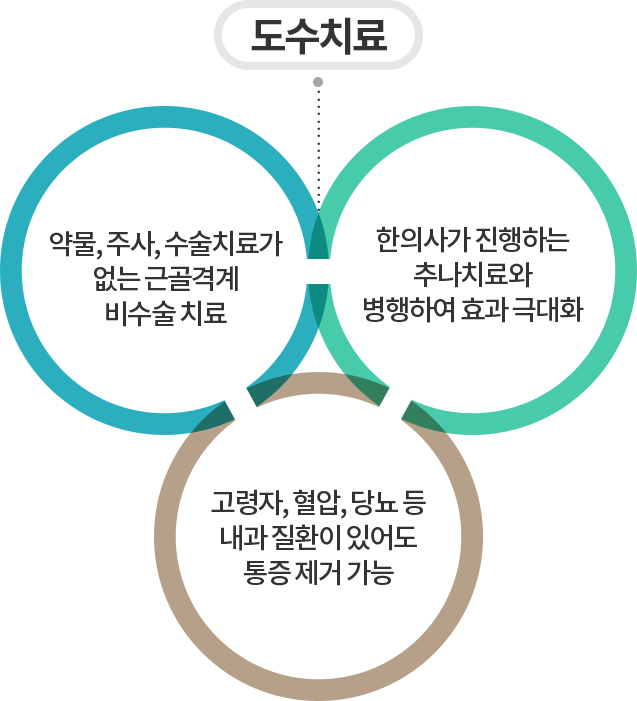 도수치료
약물, 주사, 수술치료가
없는 근골격계
비수술 치료
한의사가 진행하는
추나치료와
병행하여 효과 극대화
고령자, 혈압, 당뇨 등
내과 질환이 있어도
통증 제거 가능